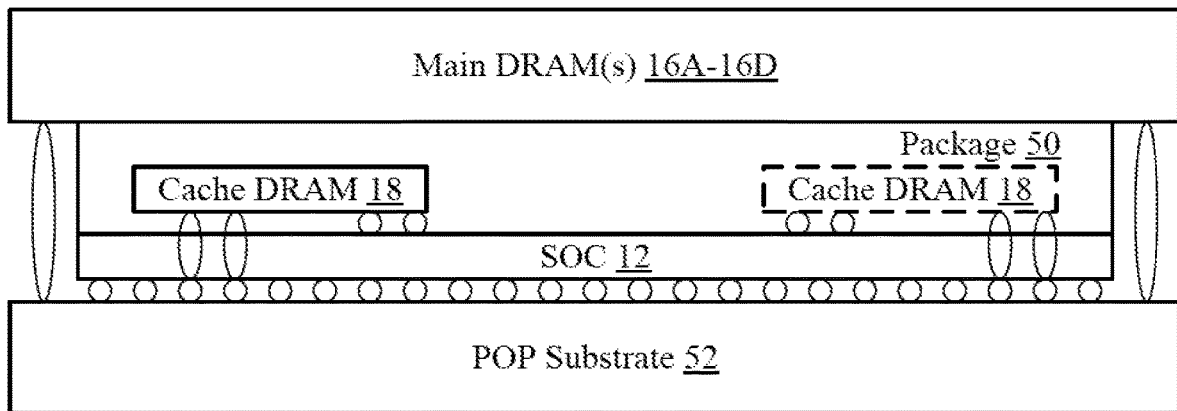 Main DRAM(s) 16A-16D
Package 50
Cache DRAM 18
Cache DRAM 18
SOC 12
POP Substrate 52